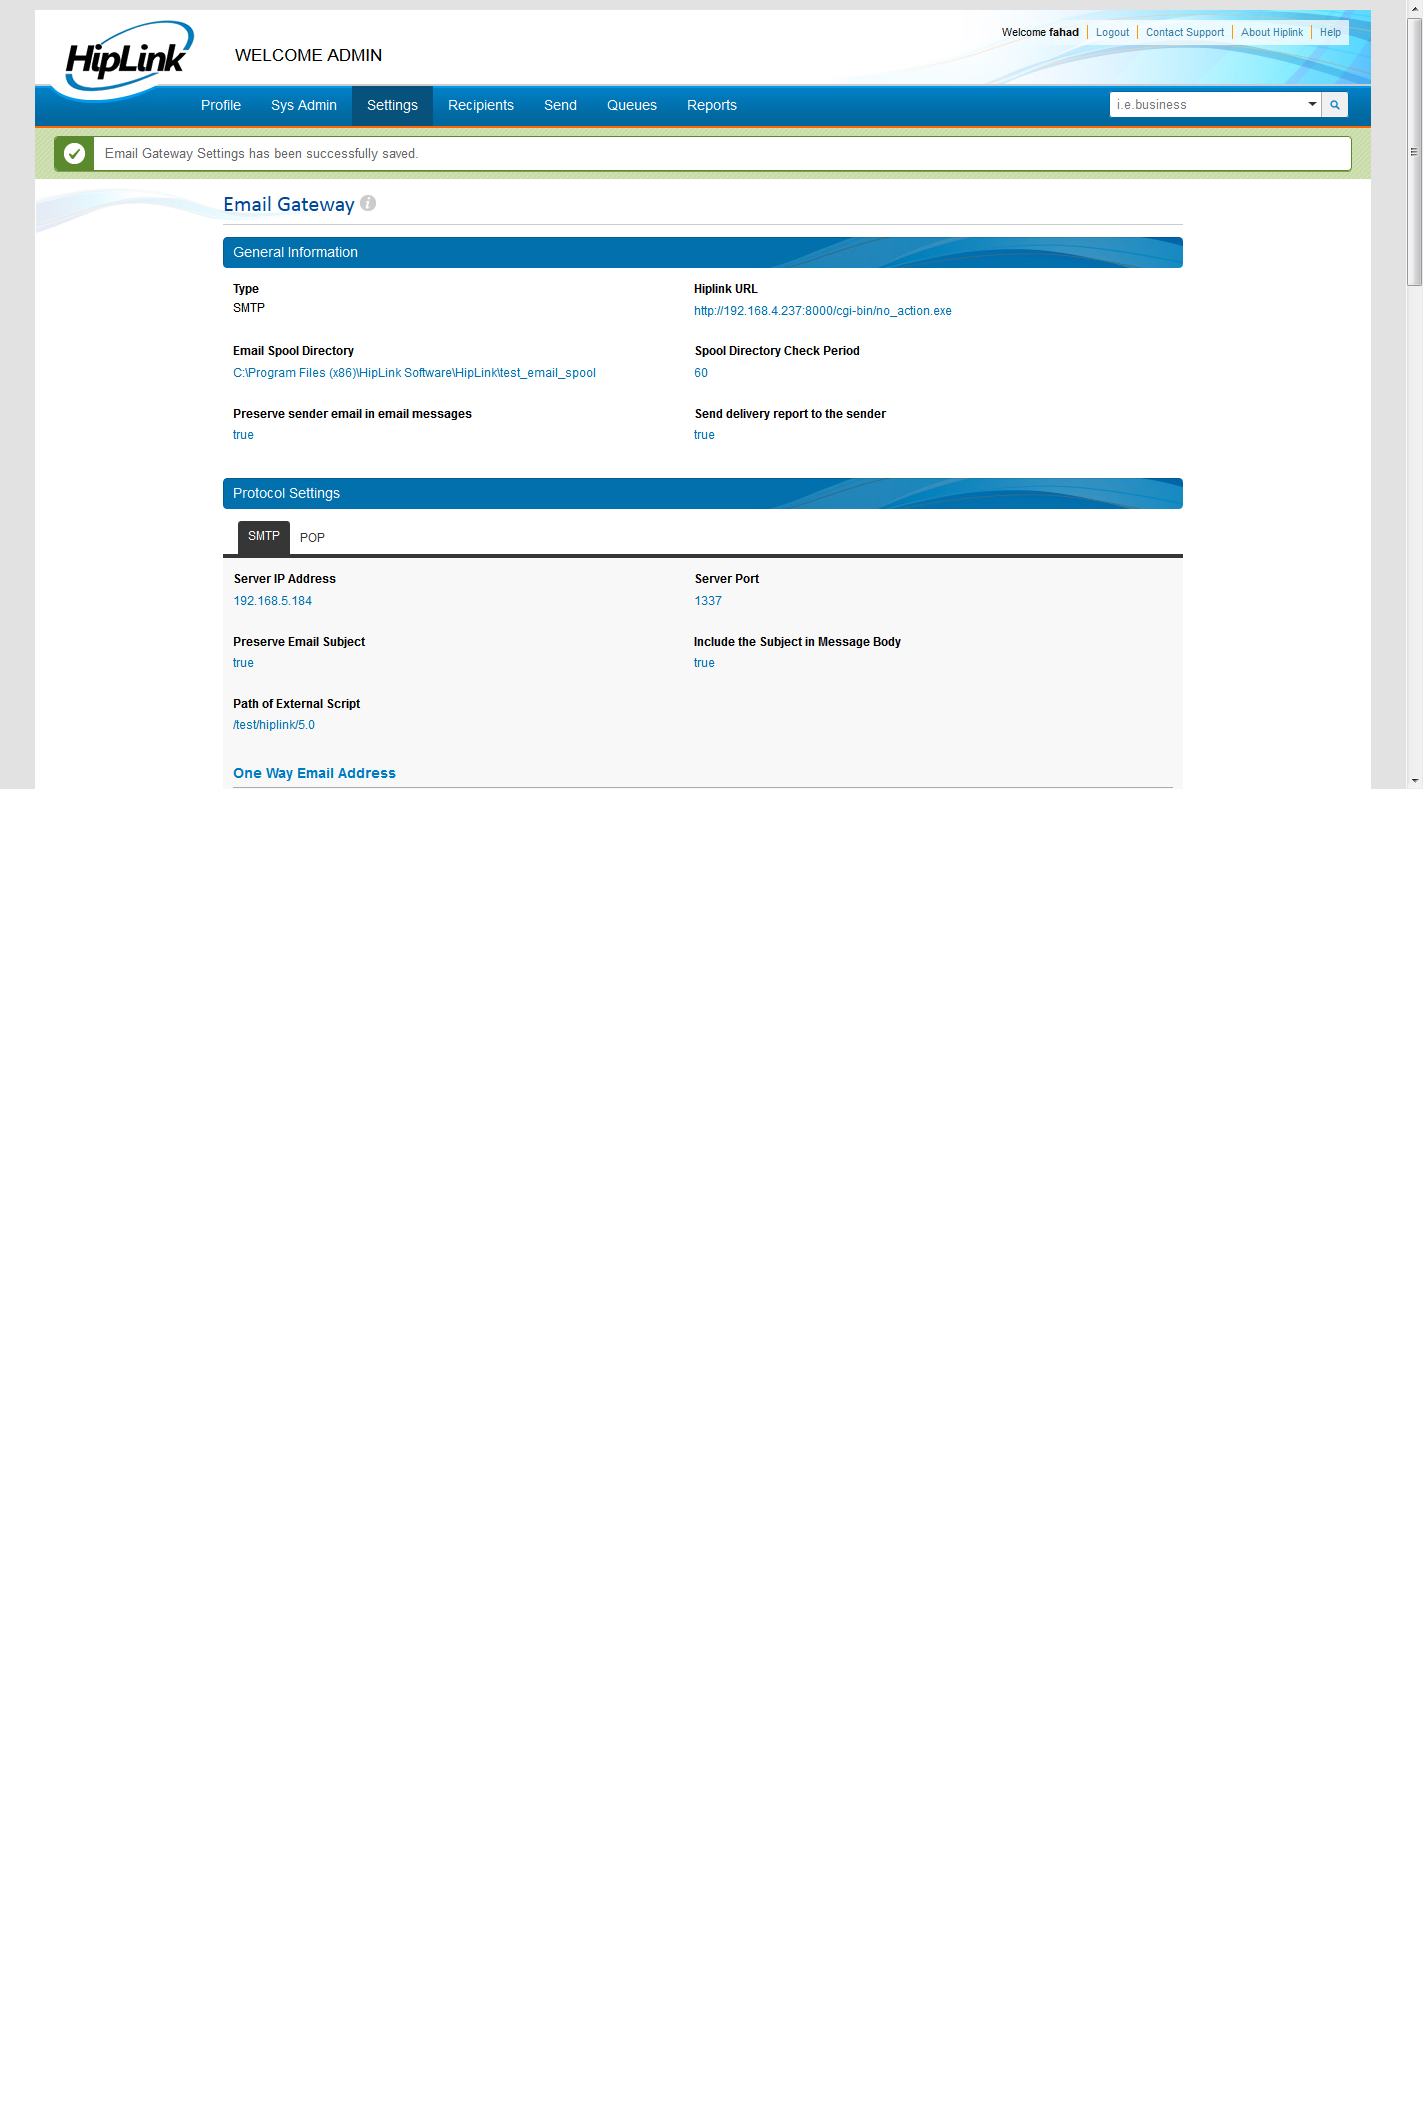 HipLink
WELCOME ADMIN
Welcome fahad Logout Contact Support About Hiplink Help
Profile Sys Admin Settings Recipients Send Queues Reports i.e.business
Email Gateway Settings has been successfully saved.
Email Gateway i
General Information
Type Hiplink URL
SMTP http://192.168.4.237:8000/cgi-bin/no_action.exe
Email Spool Directory Spool Directory Check Period
C:\Program Files (x86)\HipLink Software\HipLink\test_email_spool 60
Preserve sender email in email messages Send delivery report to the sender
true true
Protocol Settings
SMTP POP
Server IP Address Server Port
192.168.5.184 1337
Preserve Email Subject Include the Subject in Message Body
true true
Path of External Script
/test/hiplink/5.0
One Way Email Address